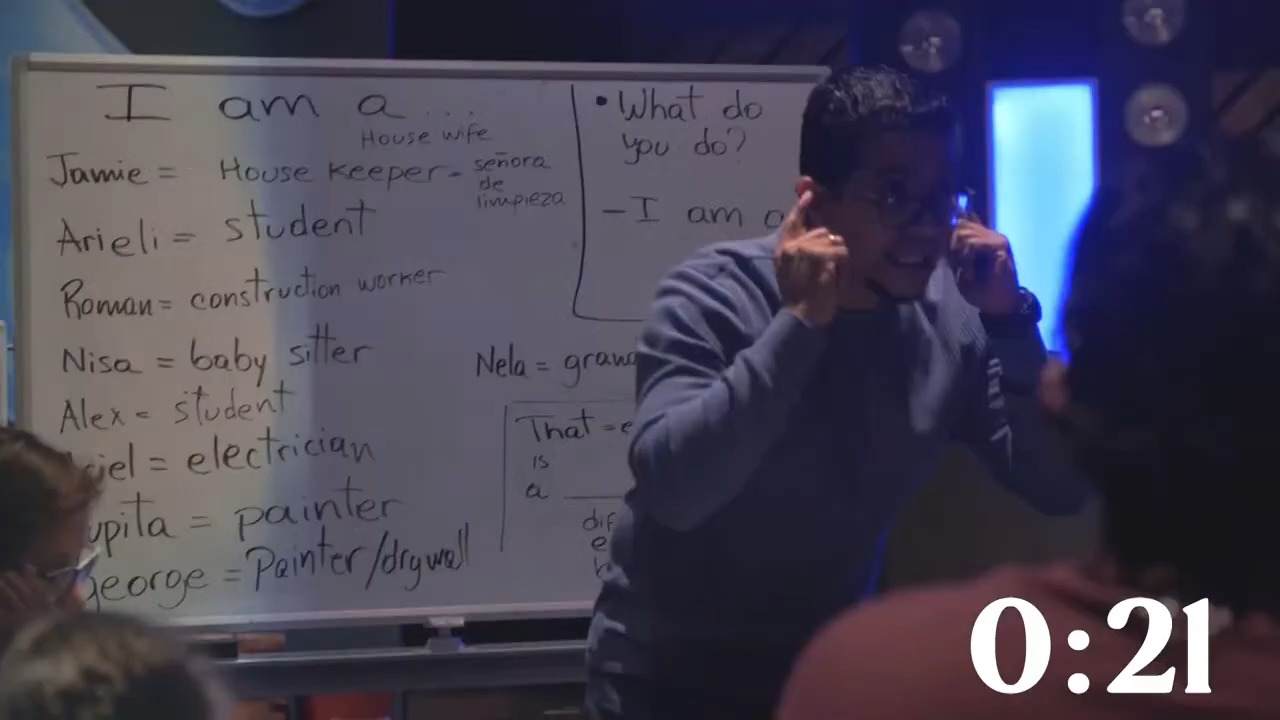 I am a ...
House wife
Jamie = House keeper - señora de limpieza
Arieli = student
Roman = construction worker
Nisa = baby sitter
Alex = student
= electrician
= painter
george = Painter/drywall
• What do
you do?
- I am a
Nela =
That =
is
a
0:21